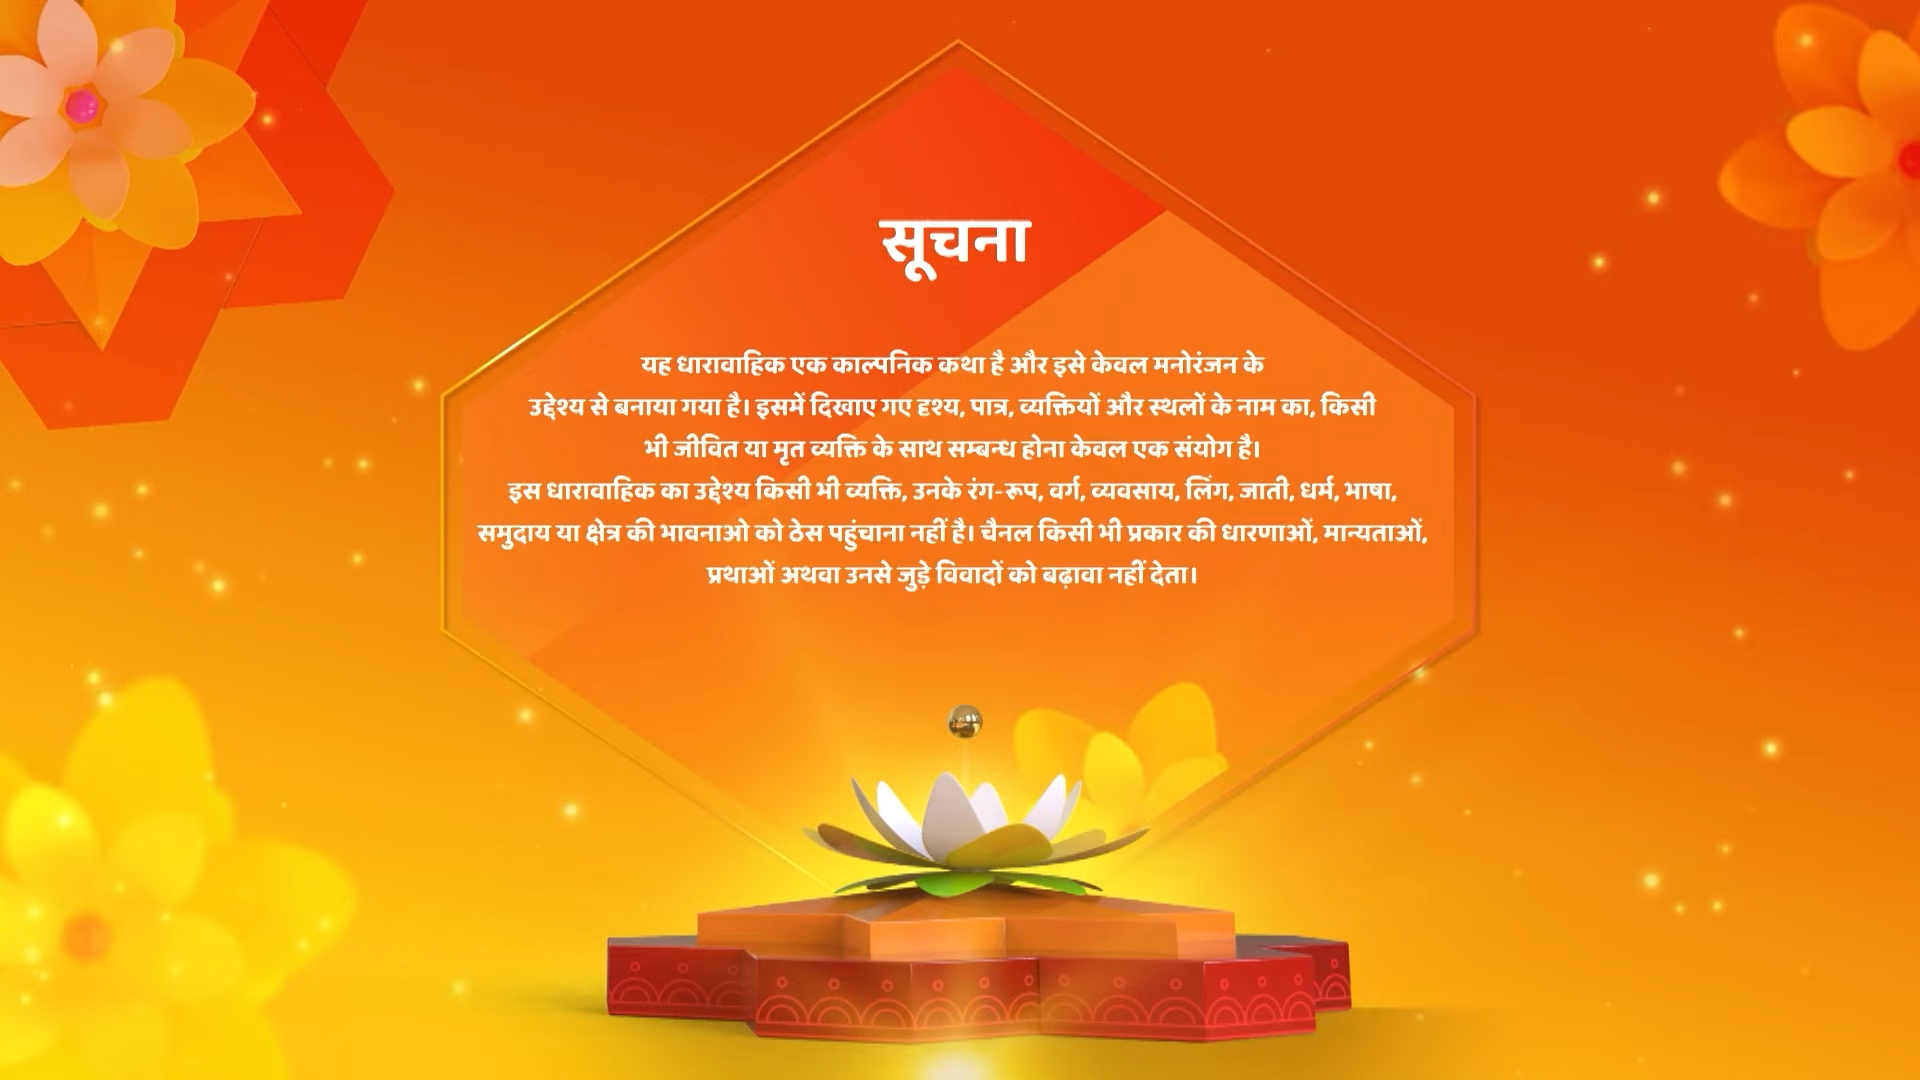 सूचना
यह धारावाहिक एक काल्पनिक कथा है और इसे केवल मनोरंजन के
उद्देश्य से बनाया गया है। इसमें दिखाए गए दृश्य, पात्र, व्यक्तियों और स्थलों के नाम का, किसी
भी जीवित या मृत व्यक्ति के साथ सम्बन्ध होना केवल एक संयोग है।
इस धारावाहिक का उद्देश्य किसी भी व्यक्ति, उनके रंग-रूप, वर्ग, व्यवसाय, लिंग, जाती, धर्म, भाषा,
समुदाय या क्षेत्र की भावनाओ को ठेस पहुंचाना नहीं है। चैनल किसी भी प्रकार की धारणाओं, मान्यताओं,
प्रथाओं अथवा उनसे जुड़े विवादों को बढ़ावा नहीं देता।